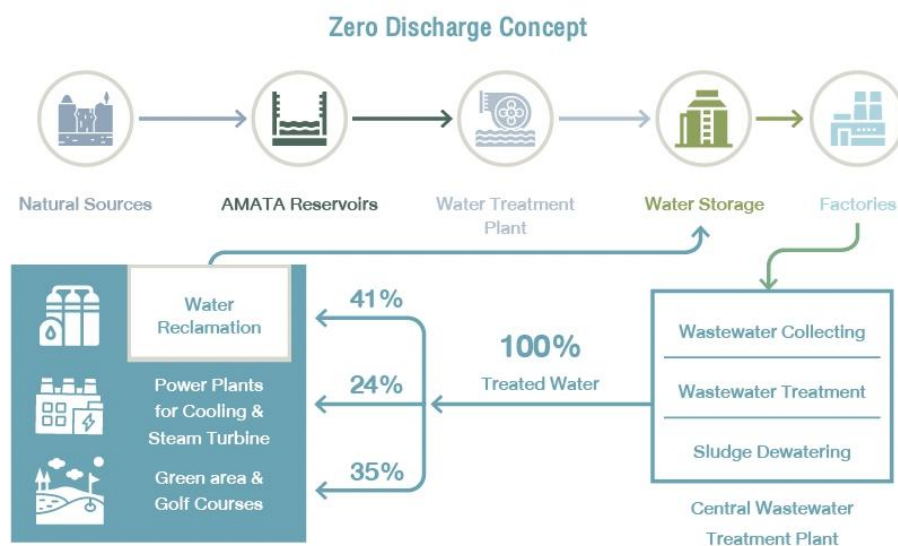 Zero Discharge Concept
Natural Sources
AMATA Reservoirs
Water Treatment
Plant
Water Storage
Factories
Water
Reclamation
41%
Power Plants
for Cooling &
Steam Turbine
24%
Green area &
Golf Courses
35%
100%
Treated Water
Wastewater Collecting
Wastewater Treatment
Sludge Dewatering
Central Wastewater
Treatment Plant